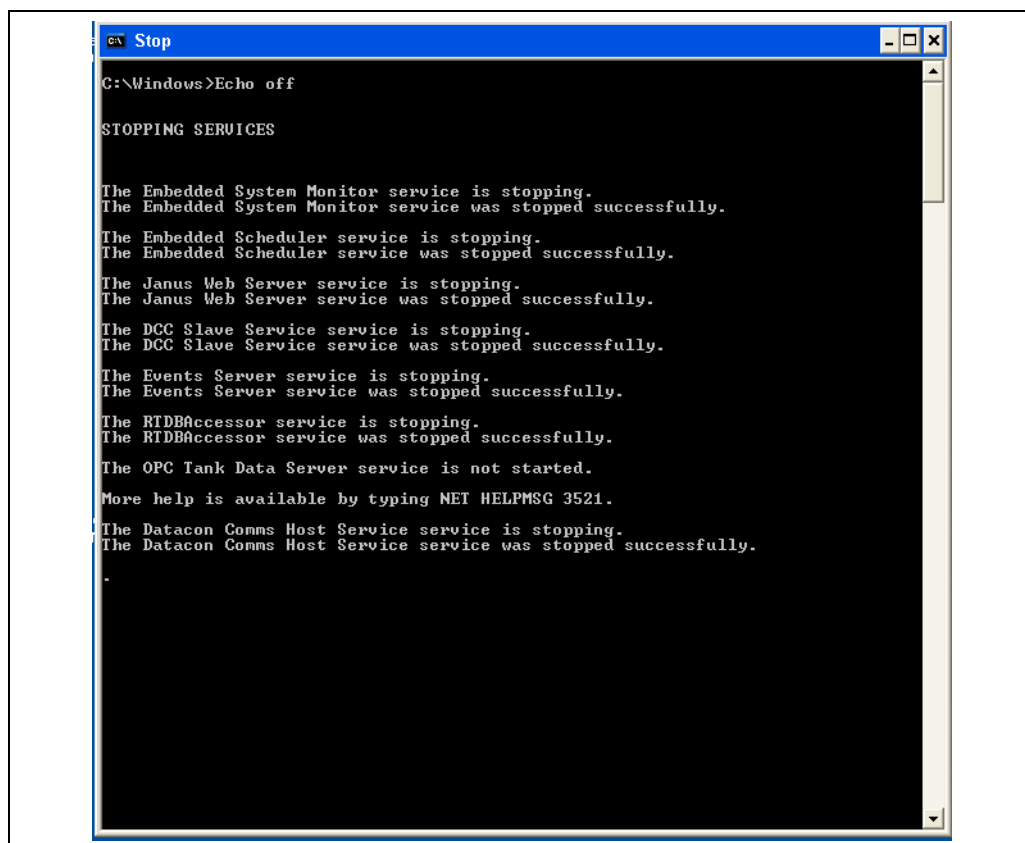 Stop
C:\Windows>Echo off
STOPPING SERVICES
The Embedded System Monitor service is stopping.
The Embedded System Monitor service was stopped successfully.
The Embedded Scheduler service is stopping.
The Embedded Scheduler service was stopped successfully.
The Janus Web Server service is stopping.
The Janus Web Server service was stopped successfully.
The DCC Slave Service service is stopping.
The DCC Slave Service service was stopped successfully.
The Events Server service is stopping.
The Events Server service was stopped successfully.
The RTDBAccessor service is stopping.
The RTDBAccessor service was stopped successfully.
The OPC Tank Data Server service is not started.
More help is available by typing NET HELPMSG 3521.
The Datacon Comms Host Service service is stopping.
The Datacon Comms Host Service service was stopped successfully.
.